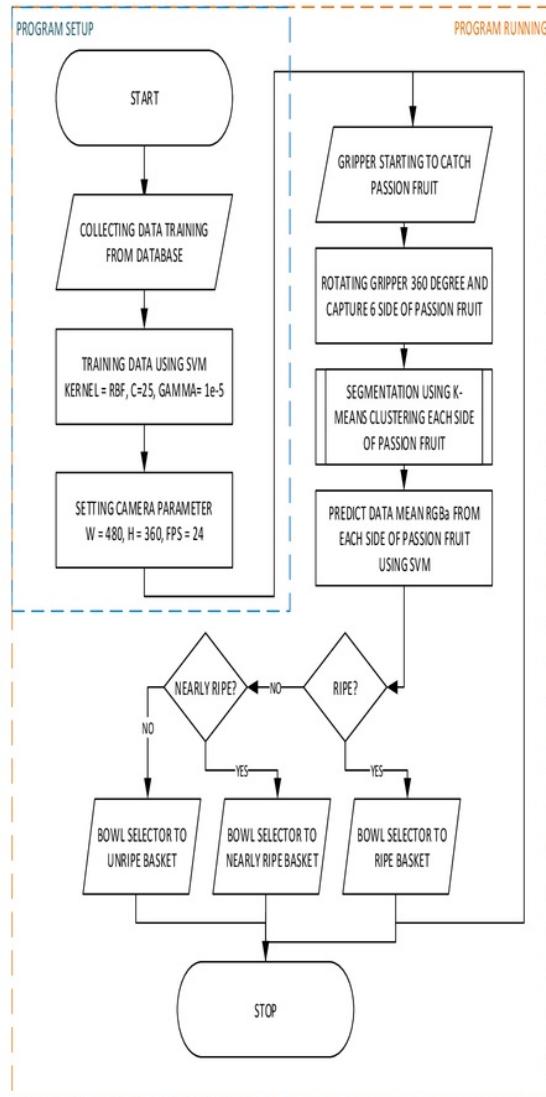 PROGRAM SETUP
PROGRAM RUNNING
START
COLLECTING DATA TRAINING
FROM DATABASE
TRAINING DATA USING SVM
KERNEL = RBF, C=25, GAMMA= 1e-5
SETTING CAMERA PARAMETER
W = 480, H = 360, FPS = 24
GRIPPER STARTING TO CATCH
PASSION FRUIT
ROTATING GRIPPER 360 DEGREE AND
CAPTURE 6 SIDE OF PASSION FRUIT
SEGMENTATION USING K-
MEANS CLUSTERING EACH SIDE
OF PASSION FRUIT
PREDICT DATA MEAN RGBa FROM
EACH SIDE OF PASSION FRUIT
USING SVM
RIPE?
NO
NEARLY RIPE?
NO
YES
YES
BOWL SELECTOR TO
UNRIPE BASKET
BOWL SELECTOR TO
NEARLY RIPE BASKET
BOWL SELECTOR TO
RIPE BASKET
STOP